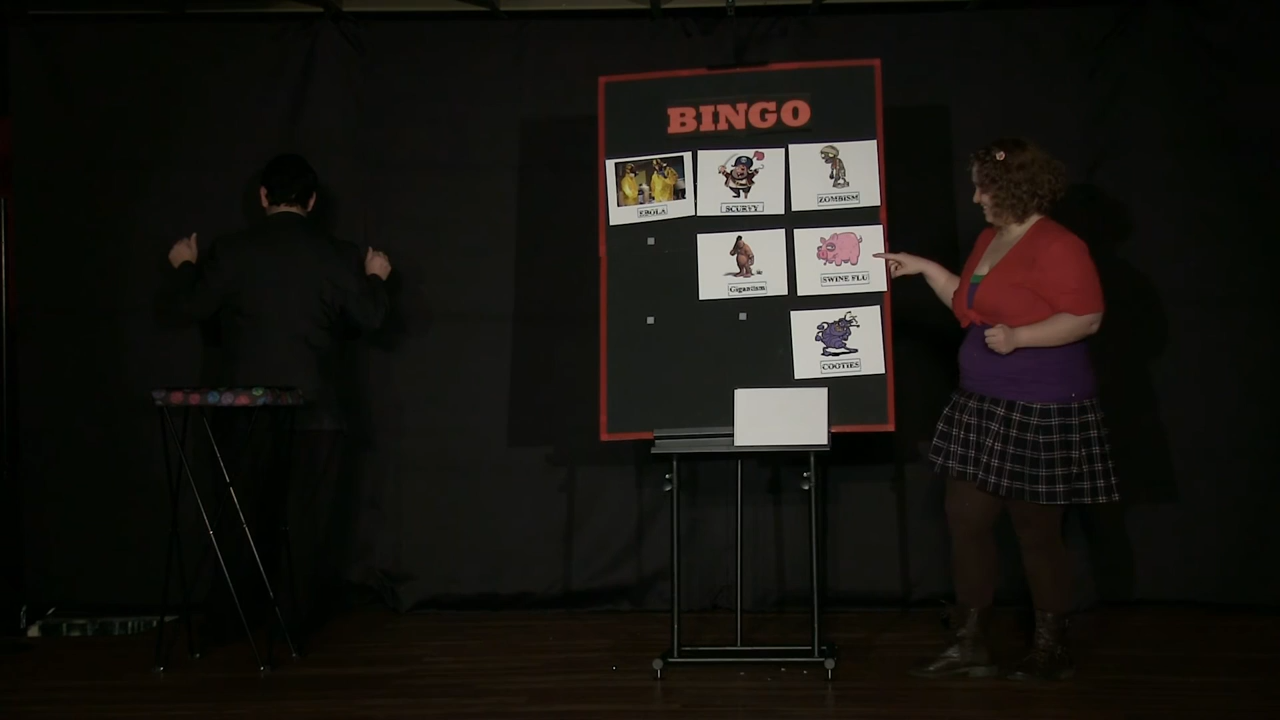 BINGO
EBOLA
SCURVY
ZOMBISM
Gigantism
SWINE FLU
COOTIES